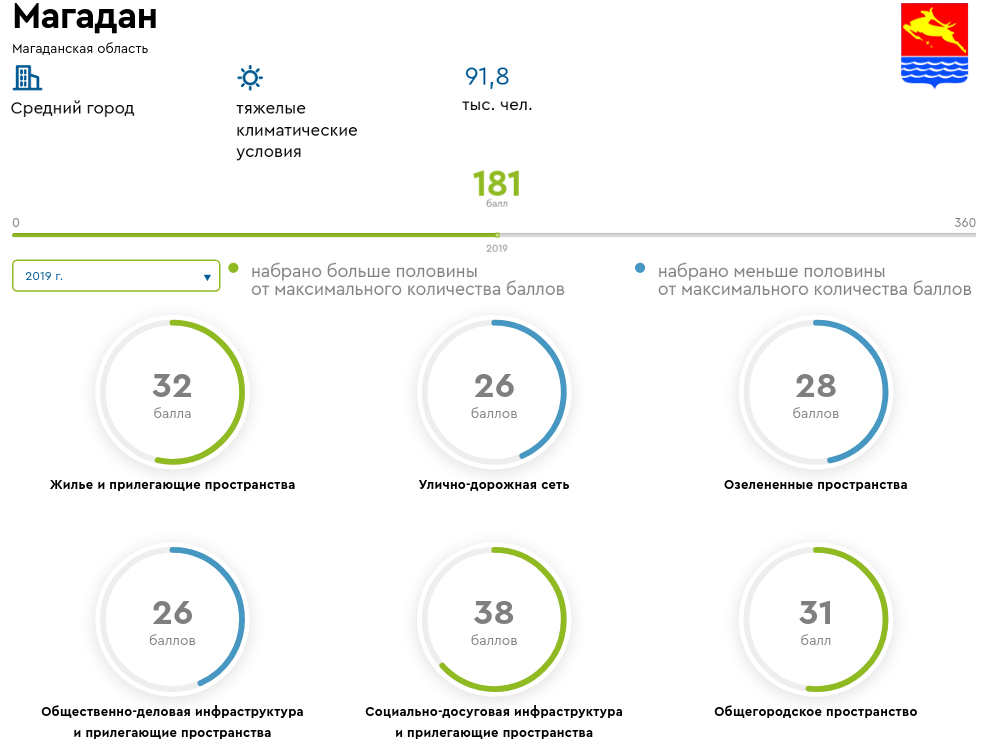 Магадан
Магаданская область
Средний город
тяжелые
климатические
условия
91,8
тыс. чел.
181
балл
0
360
2019
2019 г.
набрано больше половины
от максимального количества баллов
набрано меньше половины
от максимального количества баллов
32
балла
Жилье и прилегающие пространства
26
баллов
Улично-дорожная сеть
28
баллов
Озелененные пространства
26
баллов
Общественно-деловая инфраструктура
и прилегающие пространства
38
баллов
Социально-досуговая инфраструктура
и прилегающие пространства
31
балл
Общегородское пространство